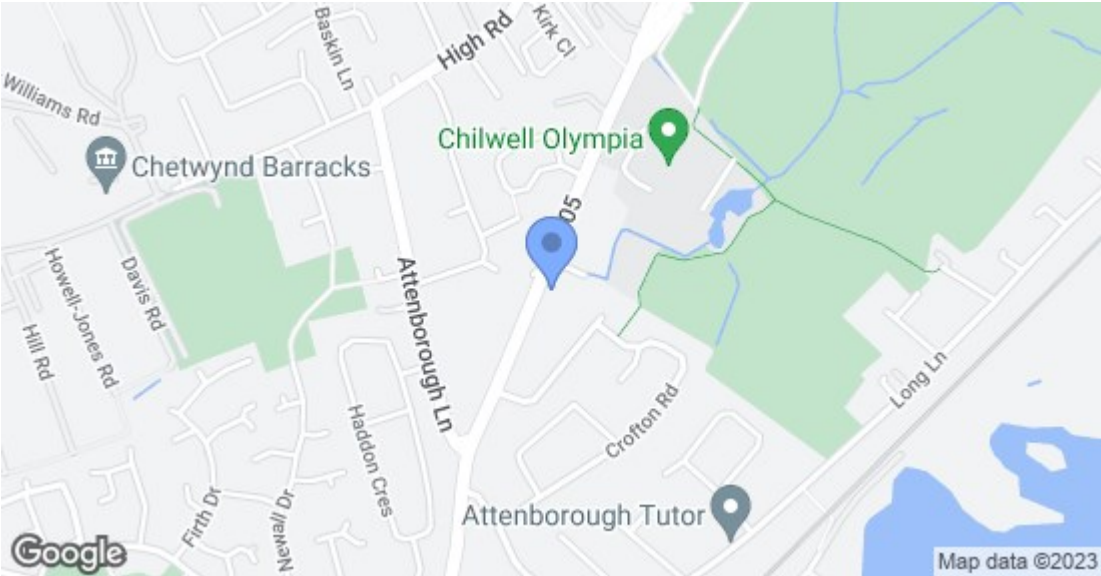 Baskin Ln
High Rd
Kirk Cl
Williams Rd
Chilwell Olympia
Chetwynd Barracks
05
Howell-Jones Rd
Davis Rd
Hill Rd
Attenborough Ln
Haddon Cres
Crofton Rd
Long Ln
Firth Dr
Newall Dr
Attenborough Tutor
Google
Map data ©2023